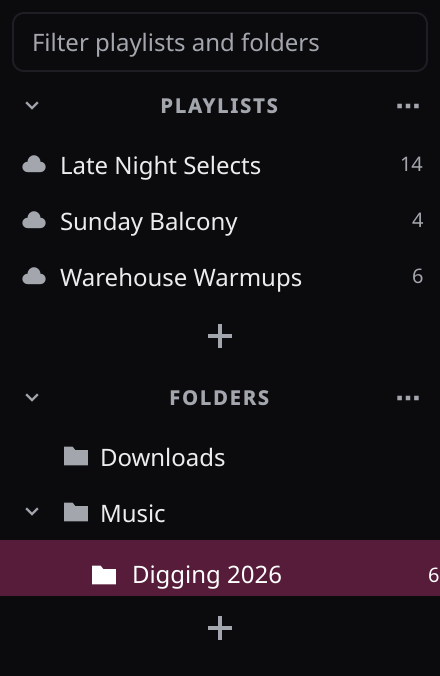 Filter playlists and folders
PLAYLISTS ...
Late Night Selects 14
Sunday Balcony 4
Warehouse Warmups 6
+
FOLDERS ...
Downloads
Music
Digging 2026 6
+